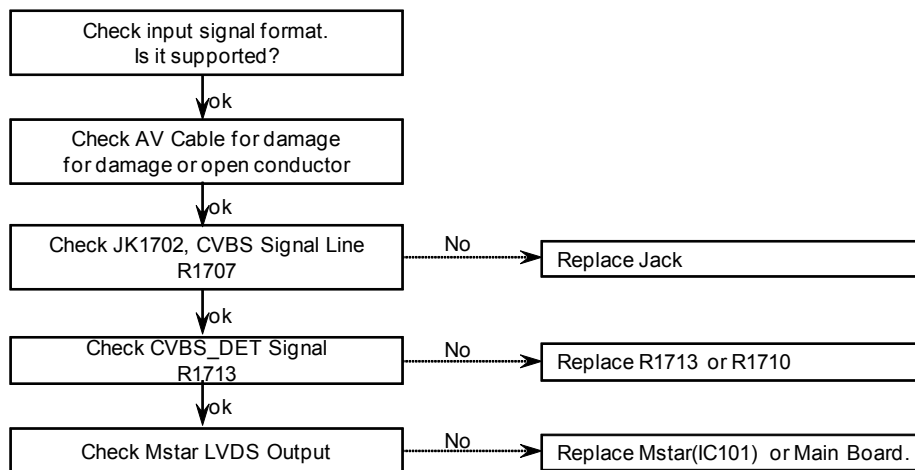 Check input signal format.
Is it supported?
ok
Check AV Cable for damage
for damage or open conductor
ok
Check JK1702, CVBS Signal Line
R1707
No
Replace Jack
ok
Check CVBS_DET Signal
R1713
No
Replace R1713 or R1710
ok
Check Mstar LVDS Output
No
Replace Mstar(IC101) or Main Board.